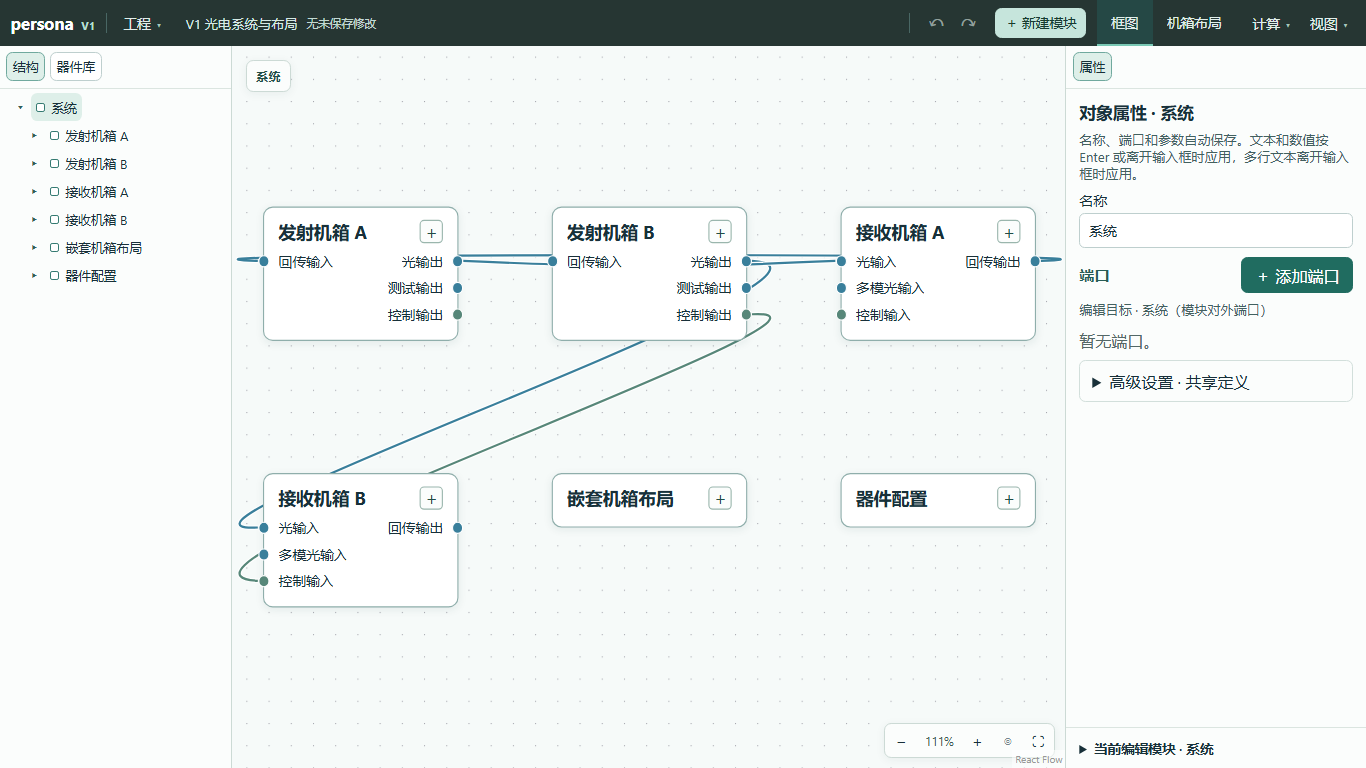 persona V1
工程
V1 光电系统与布局 无未保存修改
+ 新建模块
框图
机箱布局
计算
视图
结构
器件库
系统
发射机箱 A
发射机箱 B
接收机箱 A
接收机箱 B
嵌套机箱布局
器件配置
系统
发射机箱 A +
回传输入 光输出
测试输出
控制输出
发射机箱 B +
回传输入 光输出
测试输出
控制输出
接收机箱 A +
光输入 回传输出
多模光输入
控制输入
接收机箱 B +
光输入 回传输出
多模光输入
控制输入
嵌套机箱布局 +
器件配置 +
− 111% +
React Flow
属性
对象属性 · 系统
名称、端口和参数自动保存。文本和数值按
Enter 或离开输入框时应用，多行文本离开输入
框时应用。
名称
系统
端口
+ 添加端口
编辑目标 · 系统（模块对外端口）
暂无端口。
高级设置 · 共享定义
当前编辑模块 · 系统